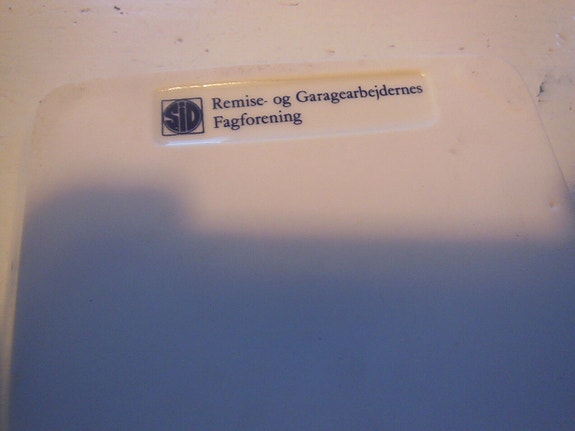 SiD
Remise- og Garagearbejdernes
Fagforening